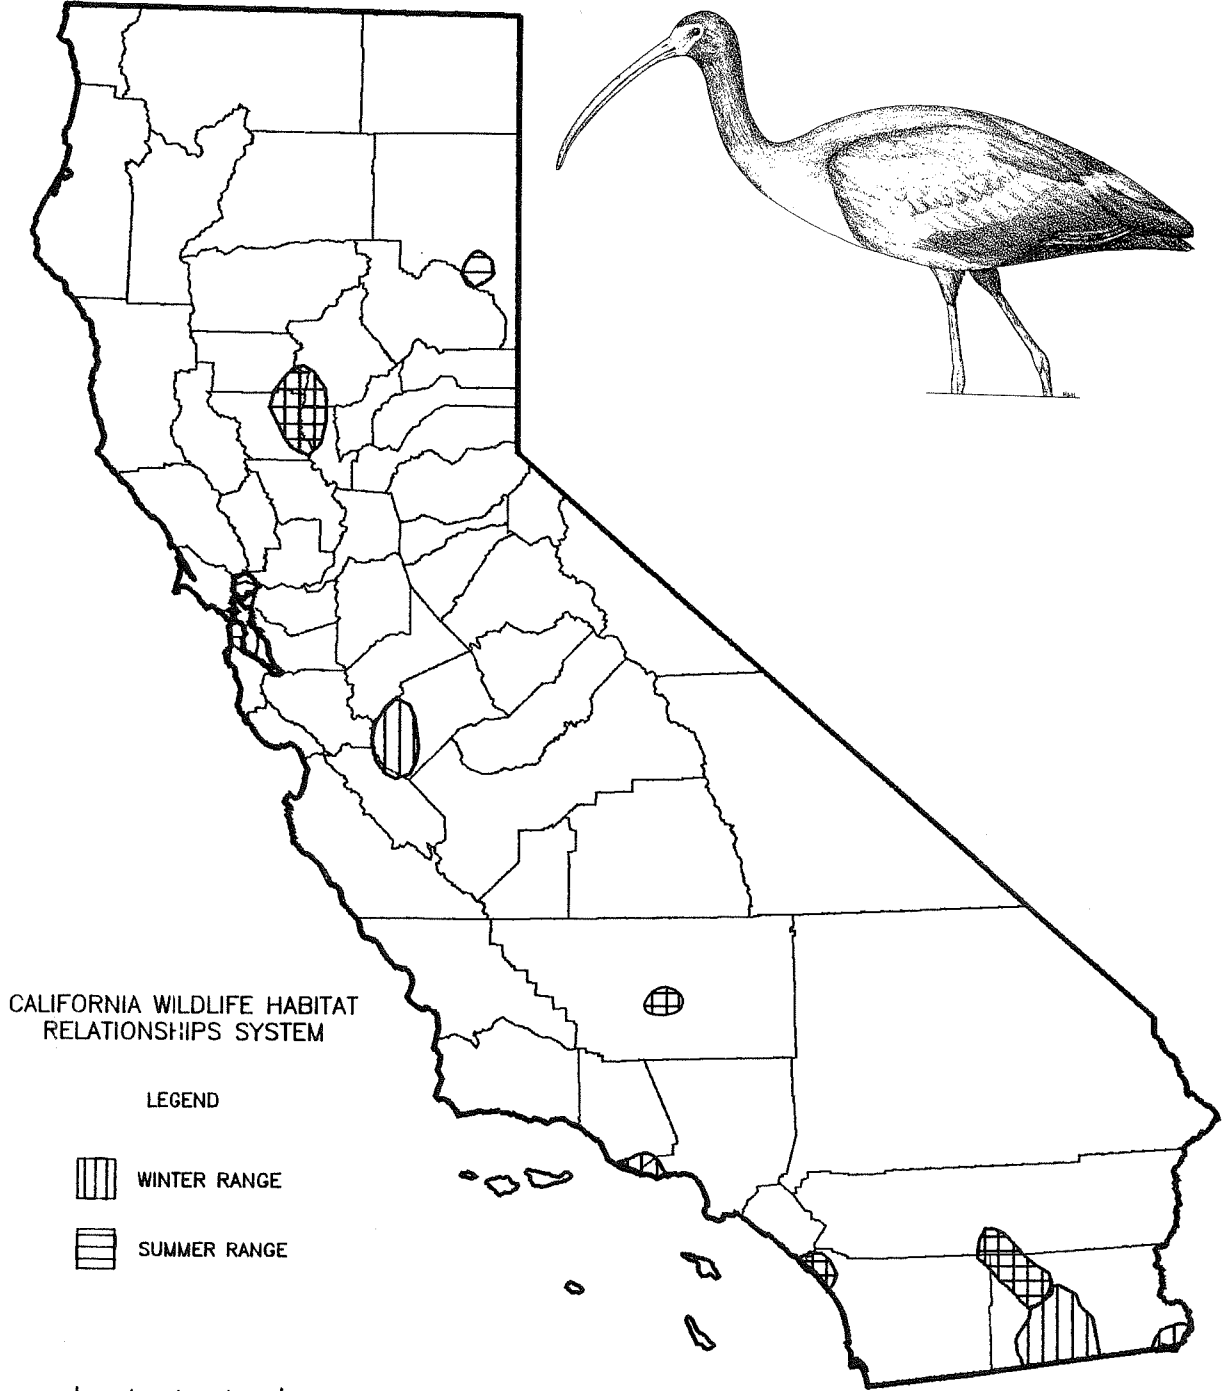 CALIFORNIA WILDLIFE HABITAT
RELATIONSHIPS SYSTEM
LEGEND
WINTER RANGE
SUMMER RANGE